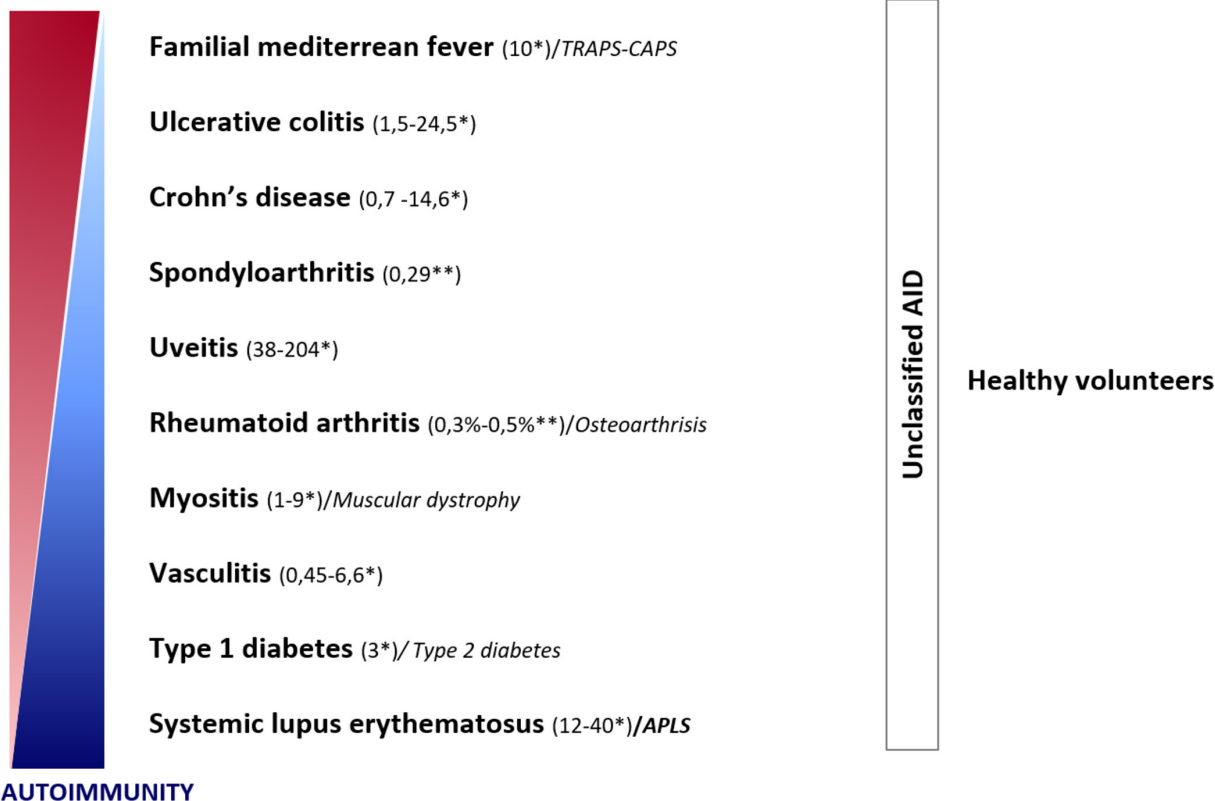 Familial mediterrean fever (10*)/TRAPS-CAPS
Ulcerative colitis (1,5-24,5*)
Crohn’s disease (0,7 -14,6*)
Spondyloarthritis (0,29**)
Uveitis (38-204*)
Rheumatoid arthritis (0,3%-0,5%**)/Osteoarthrisis
Myositis (1-9*)/Muscular dystrophy
Vasculitis (0,45-6,6*)
Type 1 diabetes (3*)/ Type 2 diabetes
Systemic lupus erythematosus (12-40*)/APLS
AUTOIMMUNITY
Unclassified AID
Healthy volunteers